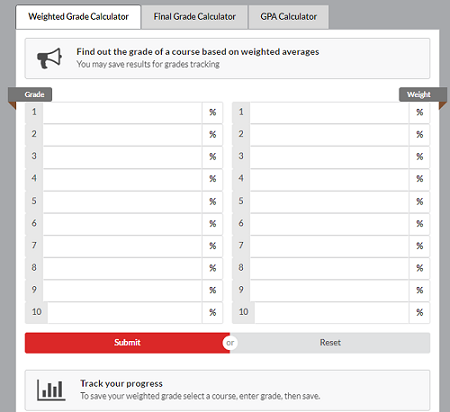 Weighted Grade Calculator Final Grade Calculator GPA Calculator
Find out the grade of a course based on weighted averages
You may save results for grades tracking
Grade Weight
1 % 1 %
2 % 2 %
3 % 3 %
4 % 4 %
5 % 5 %
6 % 6 %
7 % 7 %
8 % 8 %
9 % 9 %
10 % 10 %
Submit or Reset
Track your progress
To save your weighted grade select a course, enter grade, then save.